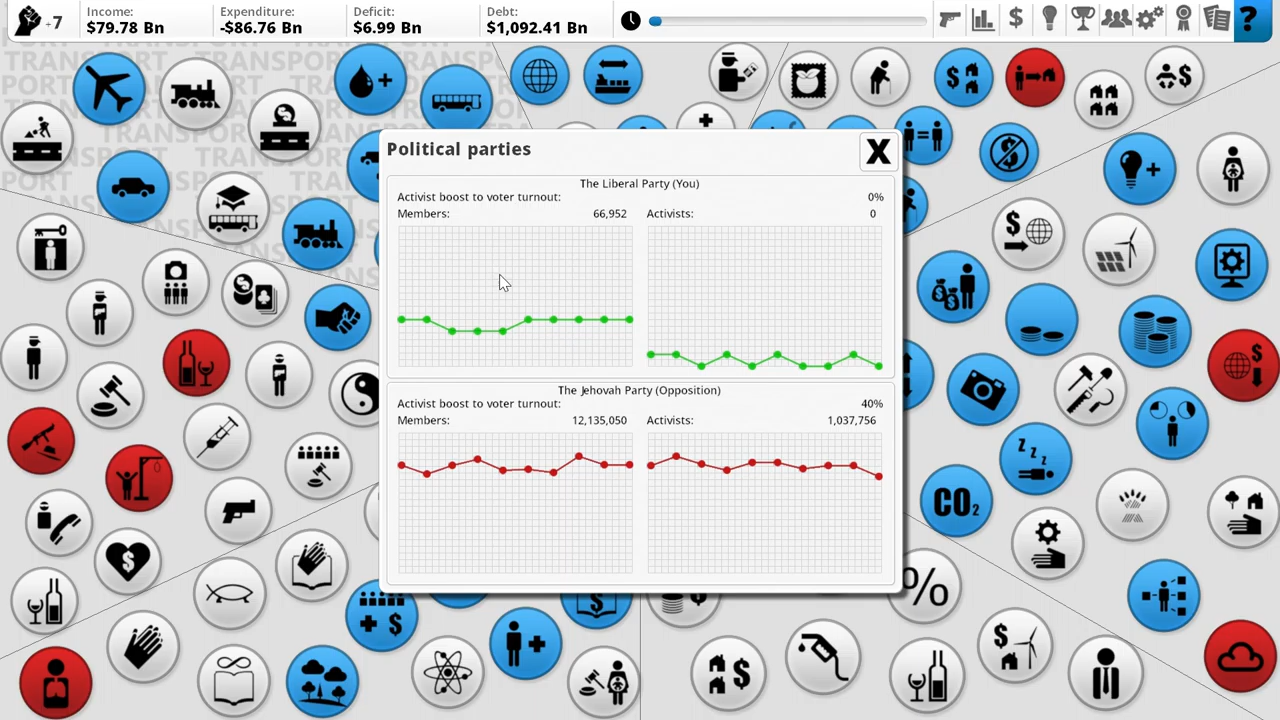 +7
Income:
$79.78 Bn
Expenditure:
-$86.76 Bn
Deficit:
$6.99 Bn
Debt:
$1,092.41 Bn
?
TRANSPORT TRANSPORT
TRANSPORT
Political parties
X
The Liberal Party (You)
Activist boost to voter turnout: 0%
Members: 66,952 Activists: 0
The Jehovah Party (Opposition)
Activist boost to voter turnout: 40%
Members: 12,135,050 Activists: 1,037,756
z z z
CO₂
%